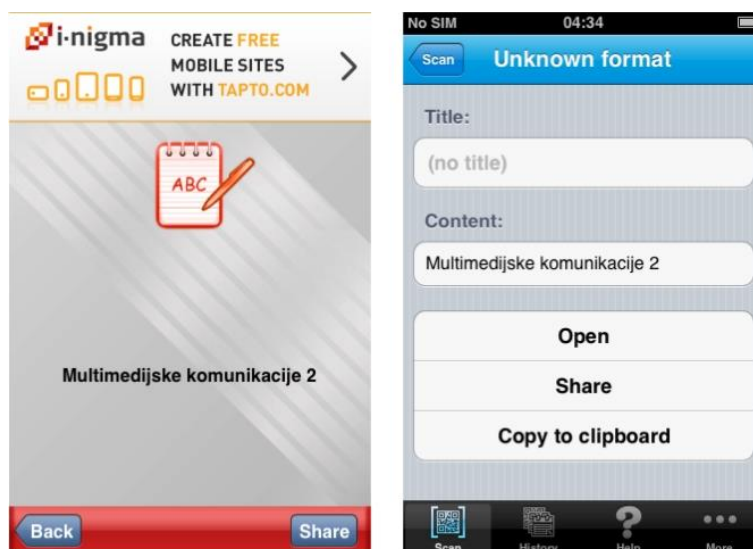 i-nigma
CREATE FREE
MOBILE SITES
WITH TAPTO.COM
ABC
Multimedijske komunikacije 2
Back
Share
No SIM
04:34
Scan
Unknown format
Title:
(no title)
Content:
Multimedijske komunikacije 2
Open
Share
Copy to clipboard
Scan
History
Help
More